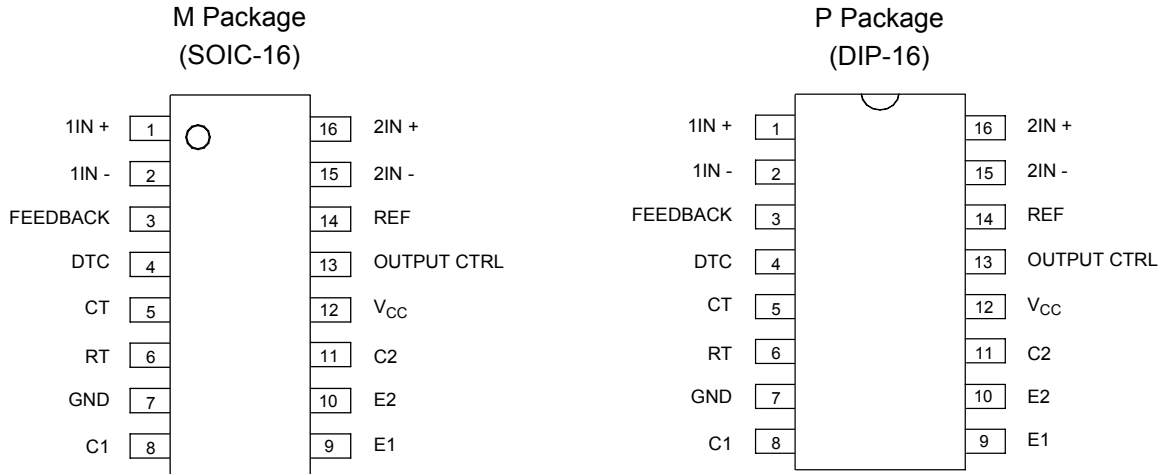 M Package
(SOIC-16)
1IN + 1 16 2IN +
1IN - 2 15 2IN -
FEEDBACK 3 14 REF
DTC 4 13 OUTPUT CTRL
CT 5 12 VCC
RT 6 11 C2
GND 7 10 E2
C1 8 9 E1
P Package
(DIP-16)
1IN + 1 16 2IN +
1IN - 2 15 2IN -
FEEDBACK 3 14 REF
DTC 4 13 OUTPUT CTRL
CT 5 12 VCC
RT 6 11 C2
GND 7 10 E2
C1 8 9 E1